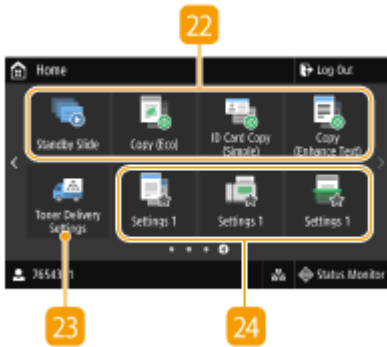 22
Home
Log Out
Standby Slide
Copy (Eco)
ID Card Copy
(Simple)
Copy
(Enhance Text)
Toner Delivery
Settings
Settings 1
Settings 1
Settings 1
4
Status Monitor
23
24